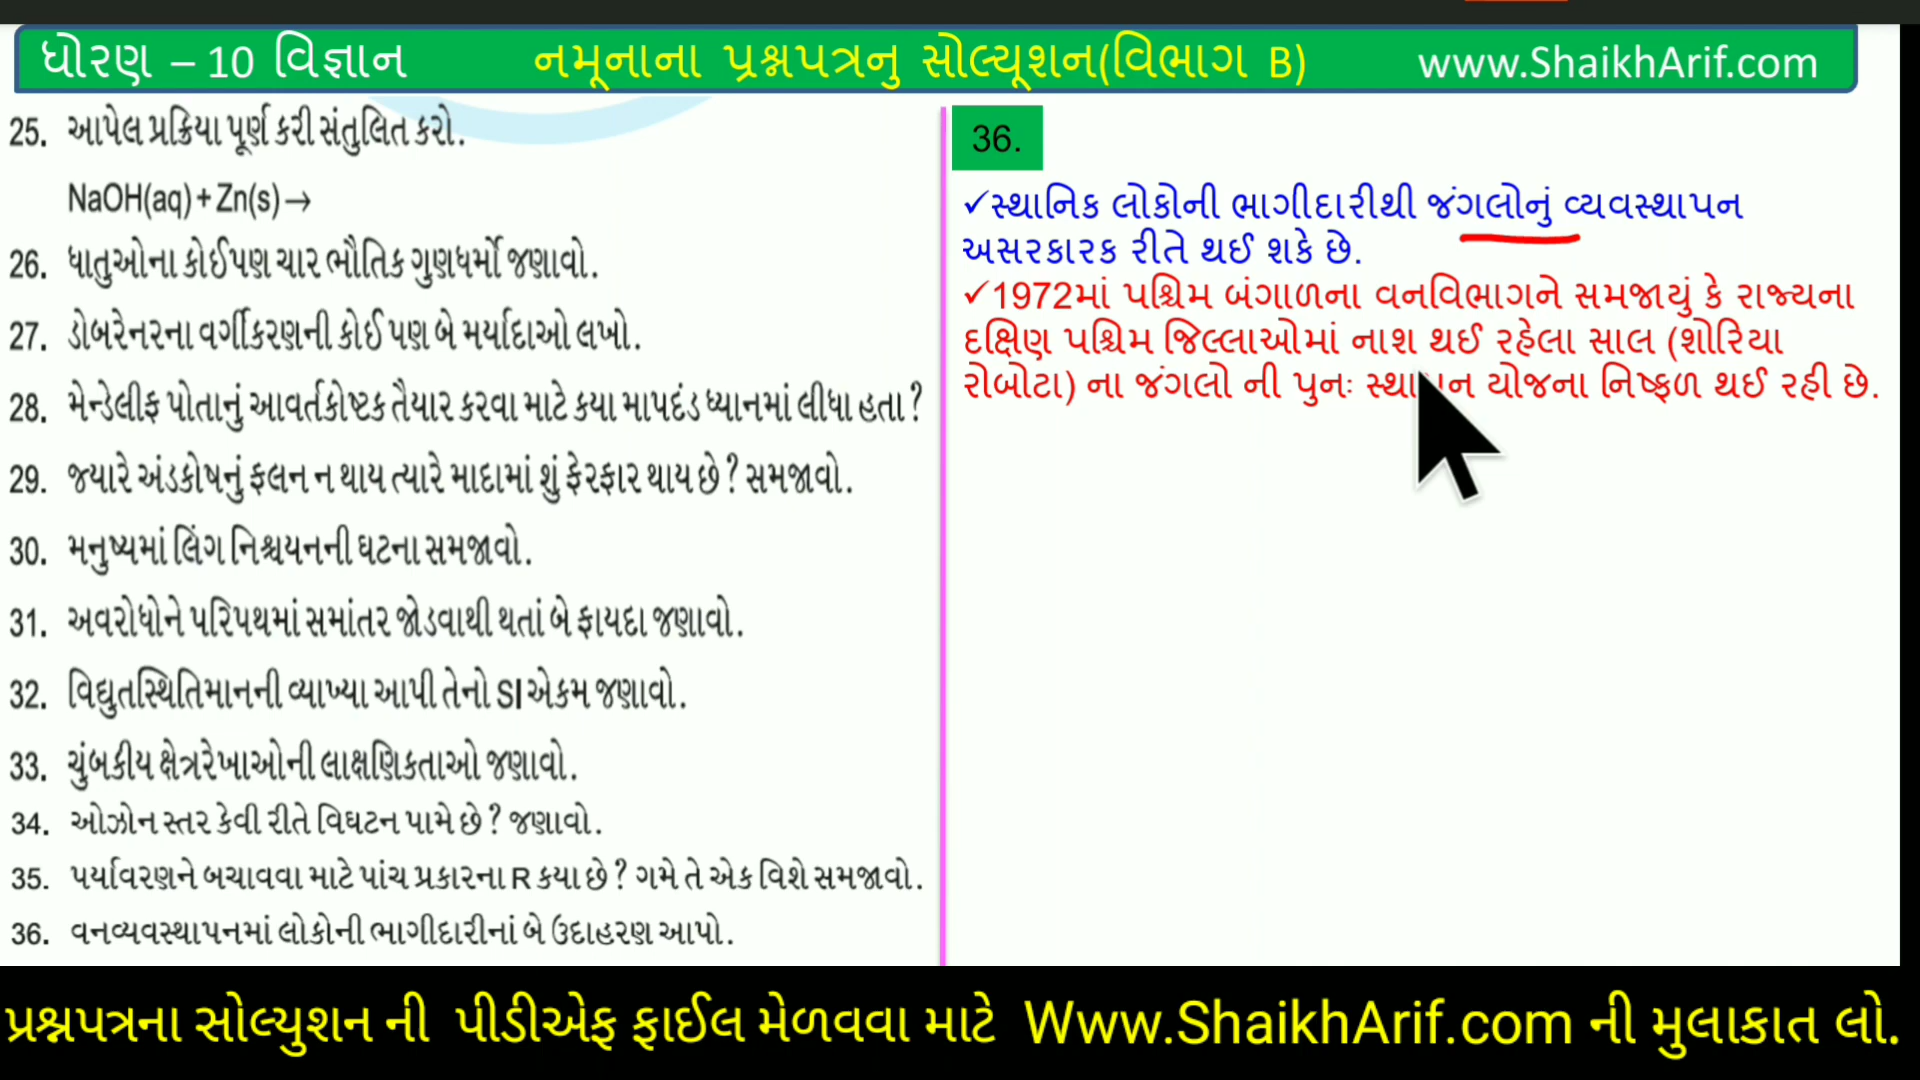 ધોરણ – 10 વિજ્ઞાન નમૂનાના પ્રશ્નપત્રનુ સોલ્યૂશન(વિભાગ B) www.ShaikhArif.com
25. આપેલ પ્રક્રિયા પૂર્ણ કરી સંતુલિત કરો.
NaOH(aq) + Zn(s) →
26. ધાતુઓના કોઈપણ ચાર ભૌતિક ગુણધર્મો જણાવો.
27. ડોબરેનરના વર્ગીકરણની કોઈ પણ બે મર્યાદાઓ લખો.
28. મેન્ડેલીફ પોતાનું આવર્તકોષ્ટક તૈયાર કરવા માટે કયા માપદંડ ધ્યાનમાં લીધા હતા ?
29. જ્યારે અંડકોષનું ફલન ન થાય ત્યારે માદામાં શું ફેરફાર થાય છે ? સમજાવો.
30. મનુષ્યમાં લિંગ નિશ્ચયનની ઘટના સમજાવો.
31. અવરોધોને પરિપથમાં સમાંતર જોડવાથી થતાં બે ફાયદા જણાવો.
32. વિદ્યુતસ્થિતિમાનની વ્યાખ્યા આપી તેનો SI એકમ જણાવો.
33. ચુંબકીય ક્ષેત્રરેખાઓની લાક્ષણિકતાઓ જણાવો.
34. ઓઝોન સ્તર કેવી રીતે વિઘટન પામે છે ? જણાવો.
35. પર્યાવરણને બચાવવા માટે પાંચ પ્રકારના R કયા છે ? ગમે તે એક વિશે સમજાવો.
36. વનવ્યવસ્થાપનમાં લોકોની ભાગીદારીનાં બે ઉદાહરણ આપો.
36.
✓સ્થાનિક લોકોની ભાગીદારીથી જંગલોનું વ્યવસ્થાપન
અસરકારક રીતે થઈ શકે છે.
✓1972માં પશ્ચિમ બંગાળના વનવિભાગને સમજાયું કે રાજ્યના
દક્ષિણ પશ્ચિમ જિલ્લાઓમાં નાશ થઈ રહેલા સાલ (શોરિયા
રોબોટા) ના જંગલો ની પુનઃ સ્થાપન યોજના નિષ્ફળ થઈ રહી છે.
પ્રશ્નપત્રના સોલ્યુશન ની પીડીએફ ફાઈલ મેળવવા માટે Www.ShaikhArif.com ની મુલાકાત લો.